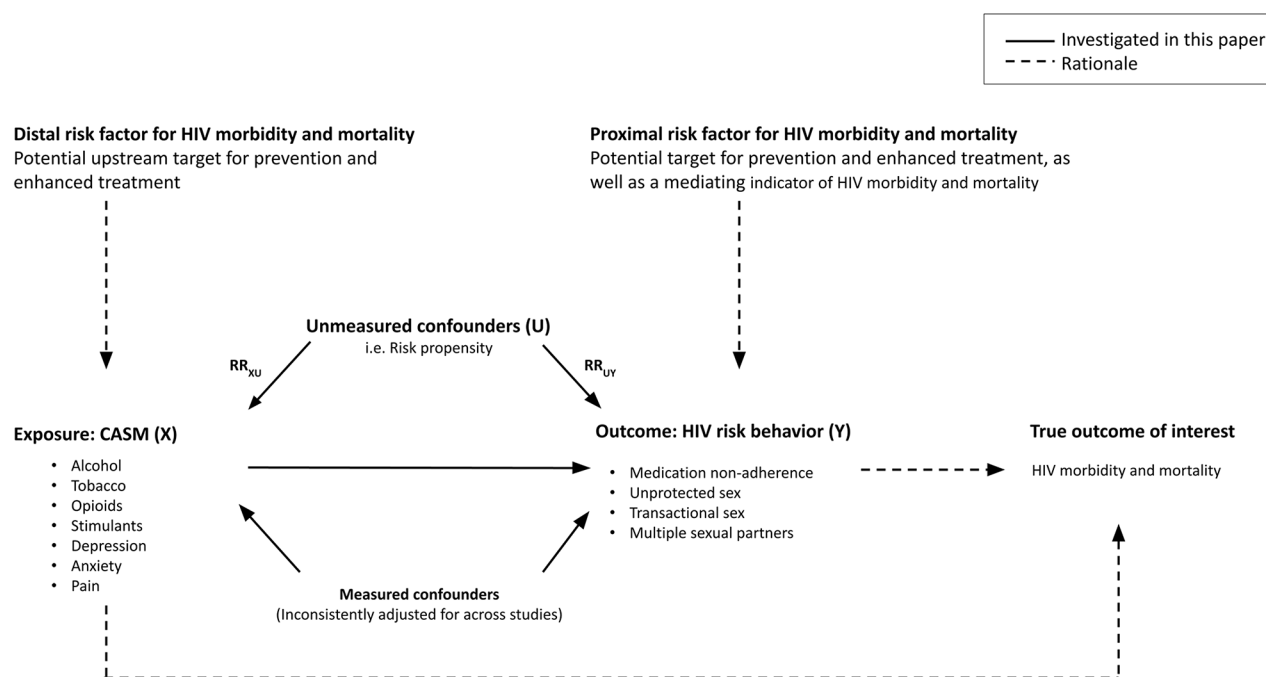 Investigated in this paper
Rationale
Distal risk factor for HIV morbidity and mortality
Potential upstream target for prevention and
enhanced treatment
Proximal risk factor for HIV morbidity and mortality
Potential target for prevention and enhanced treatment, as
well as a mediating indicator of HIV morbidity and mortality
Unmeasured confounders (U)
i.e. Risk propensity
RR_XU
RR_UY
Exposure: CASM (X)
• Alcohol
• Tobacco
• Opioids
• Stimulants
• Depression
• Anxiety
• Pain
Outcome: HIV risk behavior (Y)
• Medication non-adherence
• Unprotected sex
• Transactional sex
• Multiple sexual partners
True outcome of interest
HIV morbidity and mortality
Measured confounders
(Inconsistently adjusted for across studies)